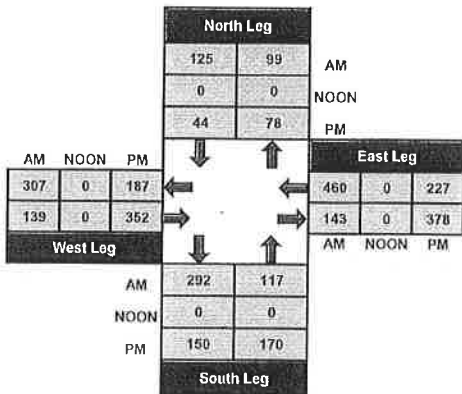 North Leg
125 99 AM
0 0 NOON
44 78 PM
AM NOON PM
307 0 187
139 0 352
West Leg
East Leg
460 0 227
143 0 378
AM NOON PM
AM 292 117
NOON 0 0
PM 150 170
South Leg